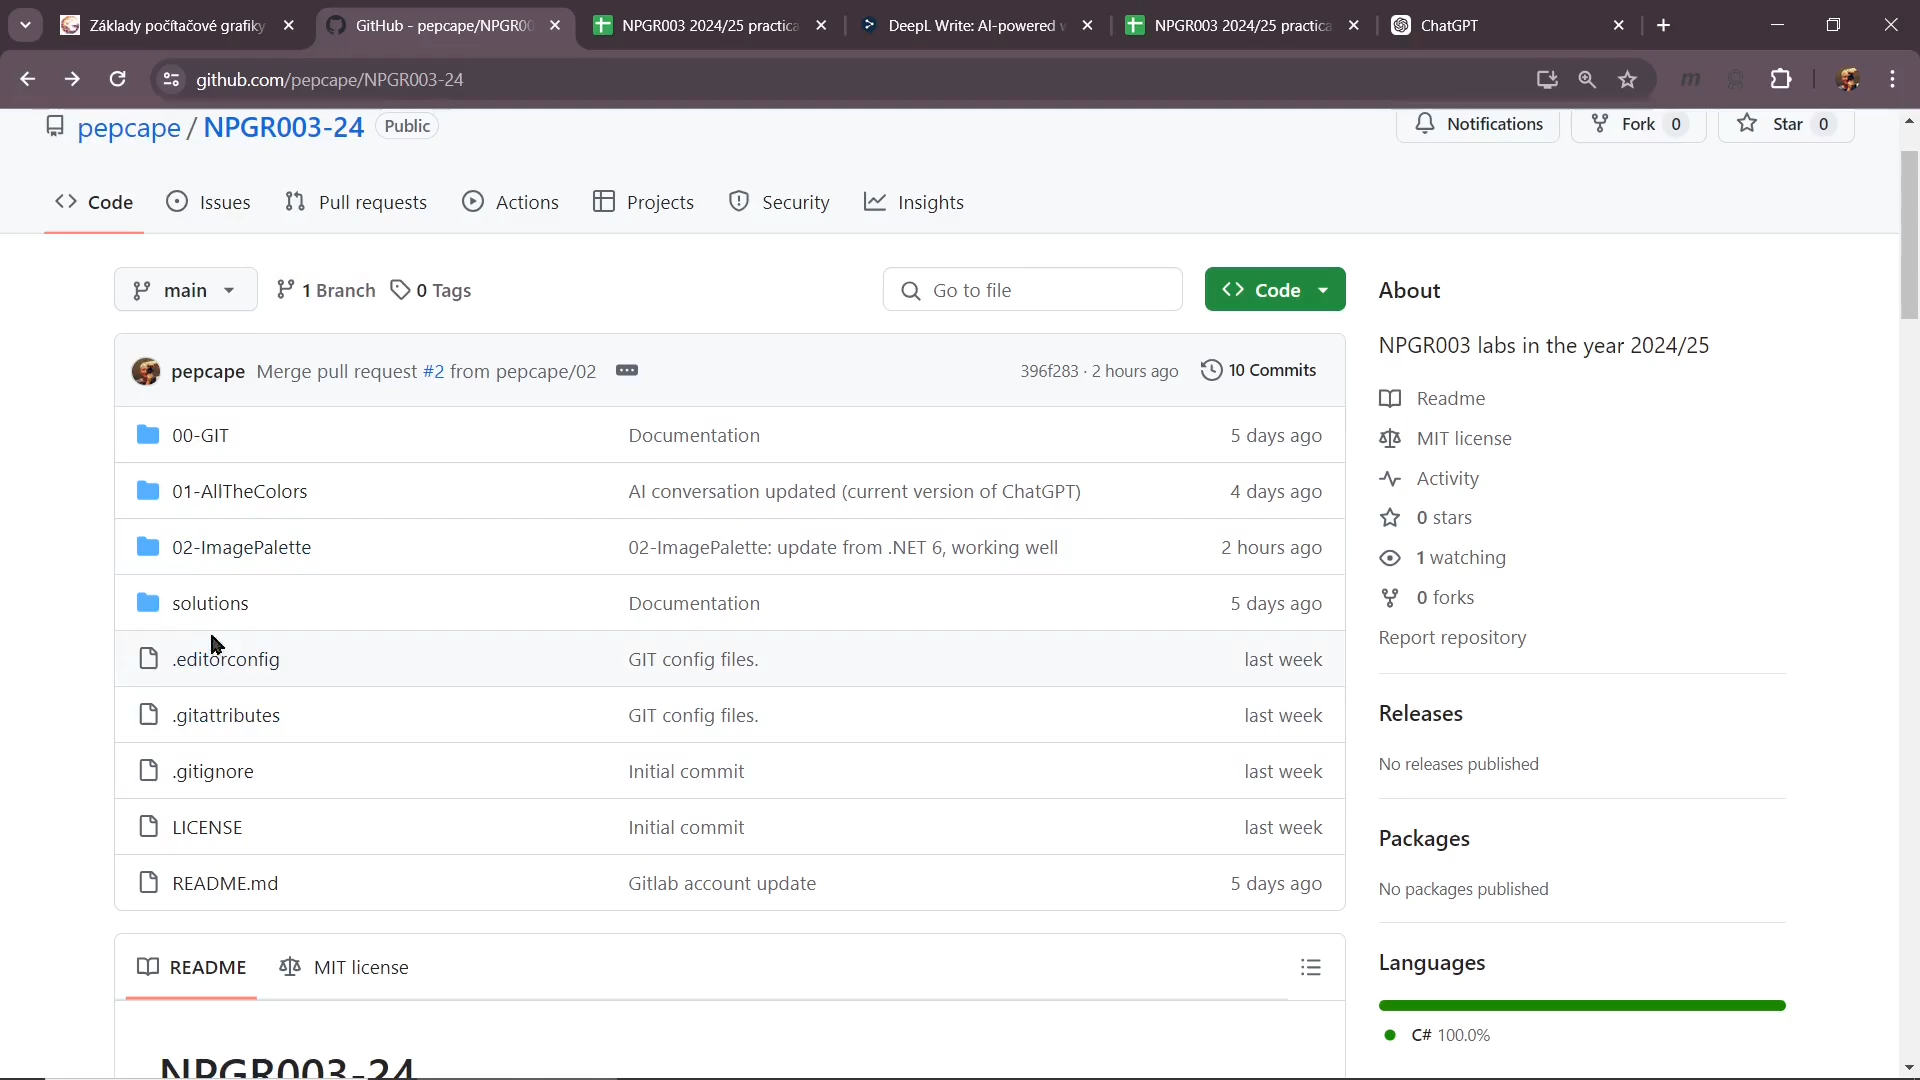 Základy počítačové grafiky
GitHub - pepcape/NPGR00
NPGR003 2024/25 practica
DeepL Write: AI-powered w
NPGR003 2024/25 practica
ChatGPT
github.com/pepcape/NPGR003-24
pepcape / NPGR003-24 Public
Notifications
Fork 0
Star 0
Code
Issues
Pull requests
Actions
Projects
Security
Insights
main
1 Branch
0 Tags
Go to file
Code
pepcape Merge pull request #2 from pepcape/02
396f283 · 2 hours ago
10 Commits
00-GIT Documentation 5 days ago
01-AllTheColors AI conversation updated (current version of ChatGPT) 4 days ago
02-ImagePalette 02-ImagePalette: update from .NET 6, working well 2 hours ago
solutions Documentation 5 days ago
.editorconfig GIT config files. last week
.gitattributes GIT config files. last week
.gitignore Initial commit last week
LICENSE Initial commit last week
README.md Gitlab account update 5 days ago
README
MIT license
NPGR003-24
About
NPGR003 labs in the year 2024/25
Readme
MIT license
Activity
0 stars
1 watching
0 forks
Report repository
Releases
No releases published
Packages
No packages published
Languages
C# 100.0%